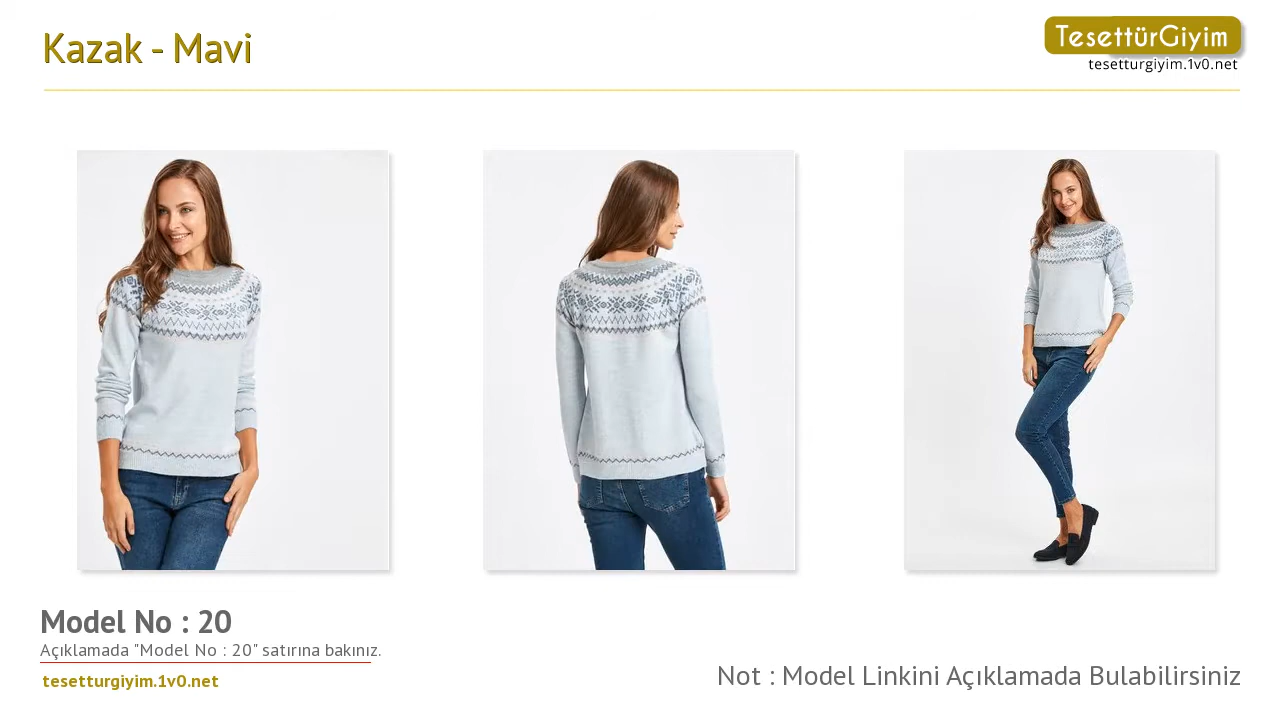 Kazak - Mavi
TesettürGiyim
tesetturgiyim.1v0.net
Model No : 20
Açıklamada "Model No : 20" satırına bakınız.
tesetturgiyim.1v0.net
Not : Model Linkini Açıklamada Bulabilirsiniz